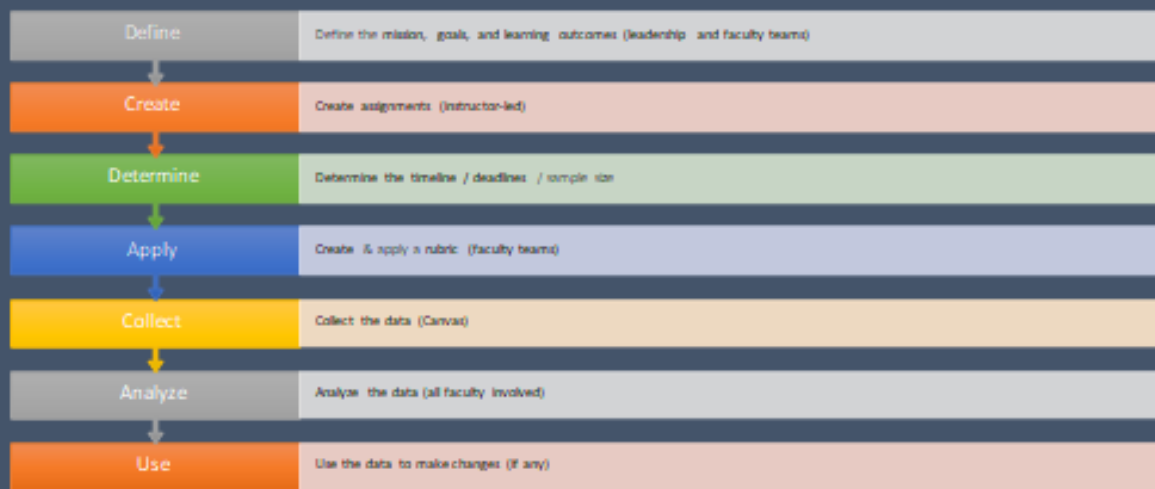 Define
Define the mission, goals, and learning outcomes (leadership and faculty teams)
Create
Create assignments (instructor-led)
Determine
Determine the timeline / deadlines / sample size
Apply
Create & apply a rubric (faculty teams)
Collect
Collect the data (Canvas)
Analyze
Analyze the data (all faculty involved)
Use
Use the data to make changes (if any)